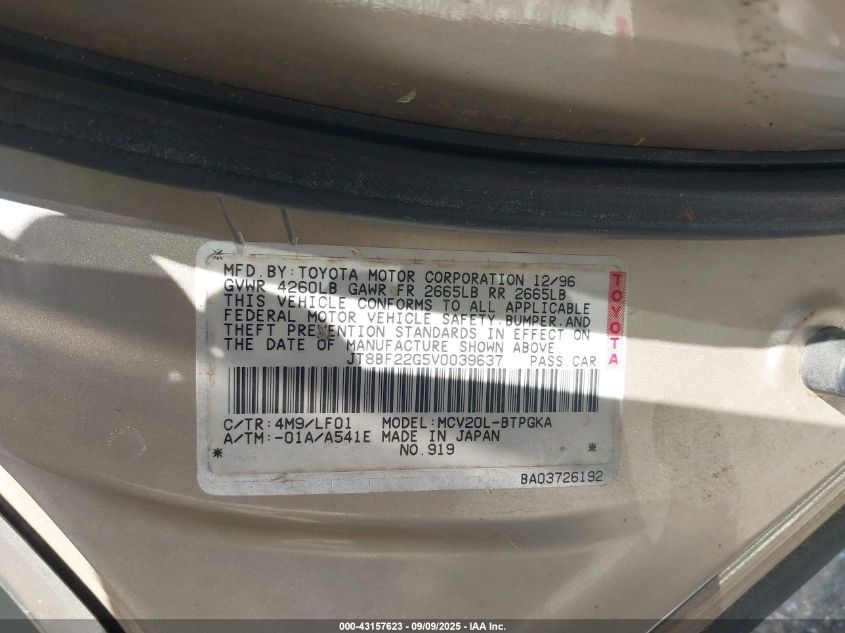 MFD. BY: TOYOTA MOTOR CORPORATION 12/96
GVWR 4260LB GAWR FR 2665LB RR 2665LB
THIS VEHICLE CONFORMS TO ALL APPLICABLE
FEDERAL MOTOR VEHICLE SAFETY, BUMPER, AND
THEFT PREVENTION STANDARDS IN EFFECT ON
THE DATE OF MANUFACTURE SHOWN ABOVE
JT8BF22G5V0039637 PASS. CAR
C/TR: 4M9/LF01 MODEL: MCV20L-BTPGKA
A/TM: -01A/A541E MADE IN JAPAN
NO. 919
BA03726192
TOYOTA
000-43157623 - 09/09/2025 - IAA Inc.